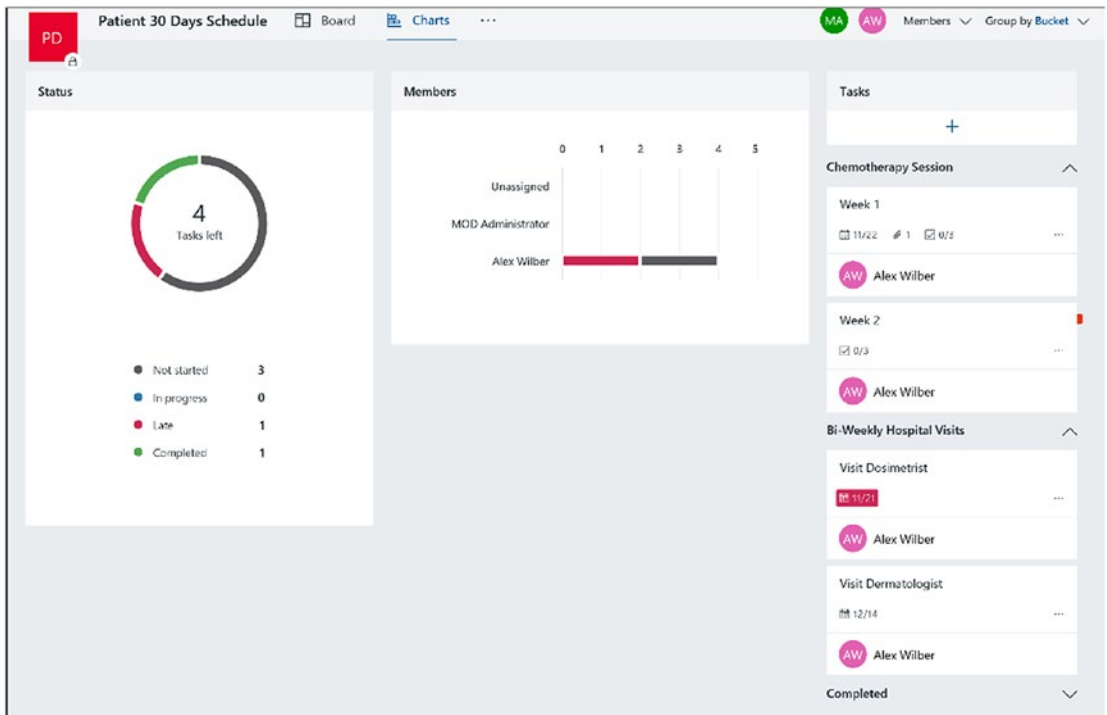 PD
Patient 30 Days Schedule
Board
Charts
...
MA
AW
Members
Group by Bucket
Status
4
Tasks left
Not started 3
In progress 0
Late 1
Completed 1
Members
0 1 2 3 4 5
Unassigned
MOD Administrator
Alex Wilber
Tasks
+
Chemotherapy Session
Week 1
11/22 1 0/3 ...
AW Alex Wilber
Week 2
0/3 ...
AW Alex Wilber
Bi-Weekly Hospital Visits
Visit Dosimetrist
11/21 ...
AW Alex Wilber
Visit Dermatologist
12/14 ...
AW Alex Wilber
Completed